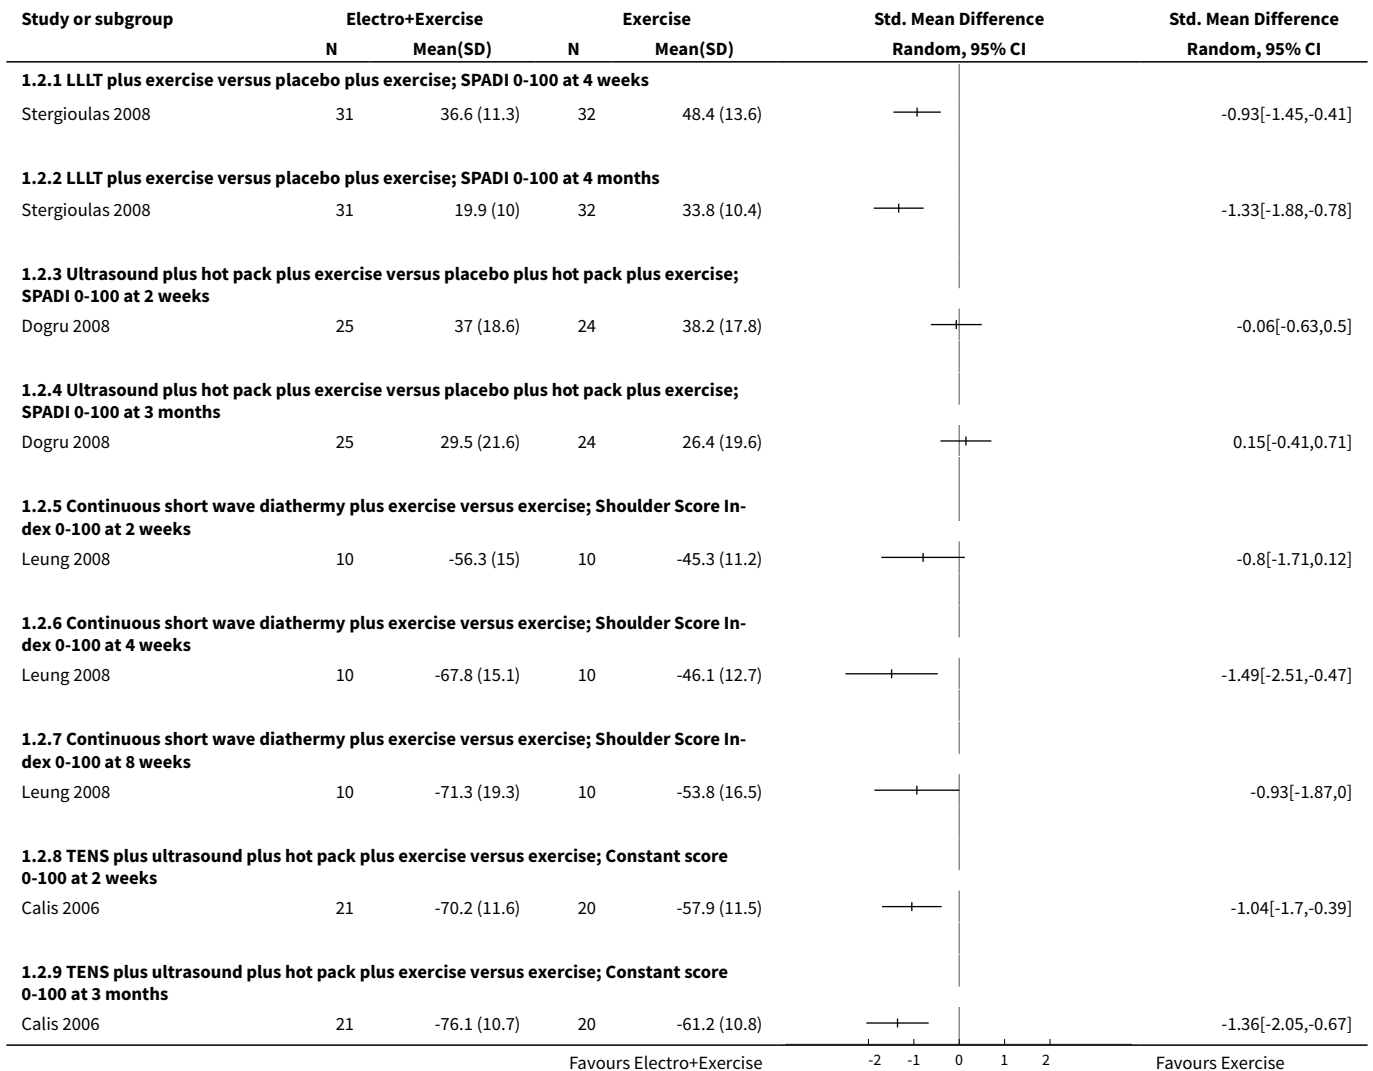 Study or subgroup Electro+Exercise Exercise Std. Mean Difference Std. Mean Difference
N Mean(SD) N Mean(SD) Random, 95% CI Random, 95% CI
1.2.1 LLLT plus exercise versus placebo plus exercise; SPADI 0-100 at 4 weeks
Stergioulas 2008 31 36.6 (11.3) 32 48.4 (13.6) -0.93[-1.45,-0.41]
1.2.2 LLLT plus exercise versus placebo plus exercise; SPADI 0-100 at 4 months
Stergioulas 2008 31 19.9 (10) 32 33.8 (10.4) -1.33[-1.88,-0.78]
1.2.3 Ultrasound plus hot pack plus exercise versus placebo plus hot pack plus exercise;
SPADI 0-100 at 2 weeks
Dogru 2008 25 37 (18.6) 24 38.2 (17.8) -0.06[-0.63,0.5]
1.2.4 Ultrasound plus hot pack plus exercise versus placebo plus hot pack plus exercise;
SPADI 0-100 at 3 months
Dogru 2008 25 29.5 (21.6) 24 26.4 (19.6) 0.15[-0.41,0.71]
1.2.5 Continuous short wave diathermy plus exercise versus exercise; Shoulder Score In-
dex 0-100 at 2 weeks
Leung 2008 10 -56.3 (15) 10 -45.3 (11.2) -0.8[-1.71,0.12]
1.2.6 Continuous short wave diathermy plus exercise versus exercise; Shoulder Score In-
dex 0-100 at 4 weeks
Leung 2008 10 -67.8 (15.1) 10 -46.1 (12.7) -1.49[-2.51,-0.47]
1.2.7 Continuous short wave diathermy plus exercise versus exercise; Shoulder Score In-
dex 0-100 at 8 weeks
Leung 2008 10 -71.3 (19.3) 10 -53.8 (16.5) -0.93[-1.87,0]
1.2.8 TENS plus ultrasound plus hot pack plus exercise versus exercise; Constant score
0-100 at 2 weeks
Calis 2006 21 -70.2 (11.6) 20 -57.9 (11.5) -1.04[-1.7,-0.39]
1.2.9 TENS plus ultrasound plus hot pack plus exercise versus exercise; Constant score
0-100 at 3 months
Calis 2006 21 -76.1 (10.7) 20 -61.2 (10.8) -1.36[-2.05,-0.67]
Favours Electro+Exercise -2 -1 0 1 2 Favours Exercise